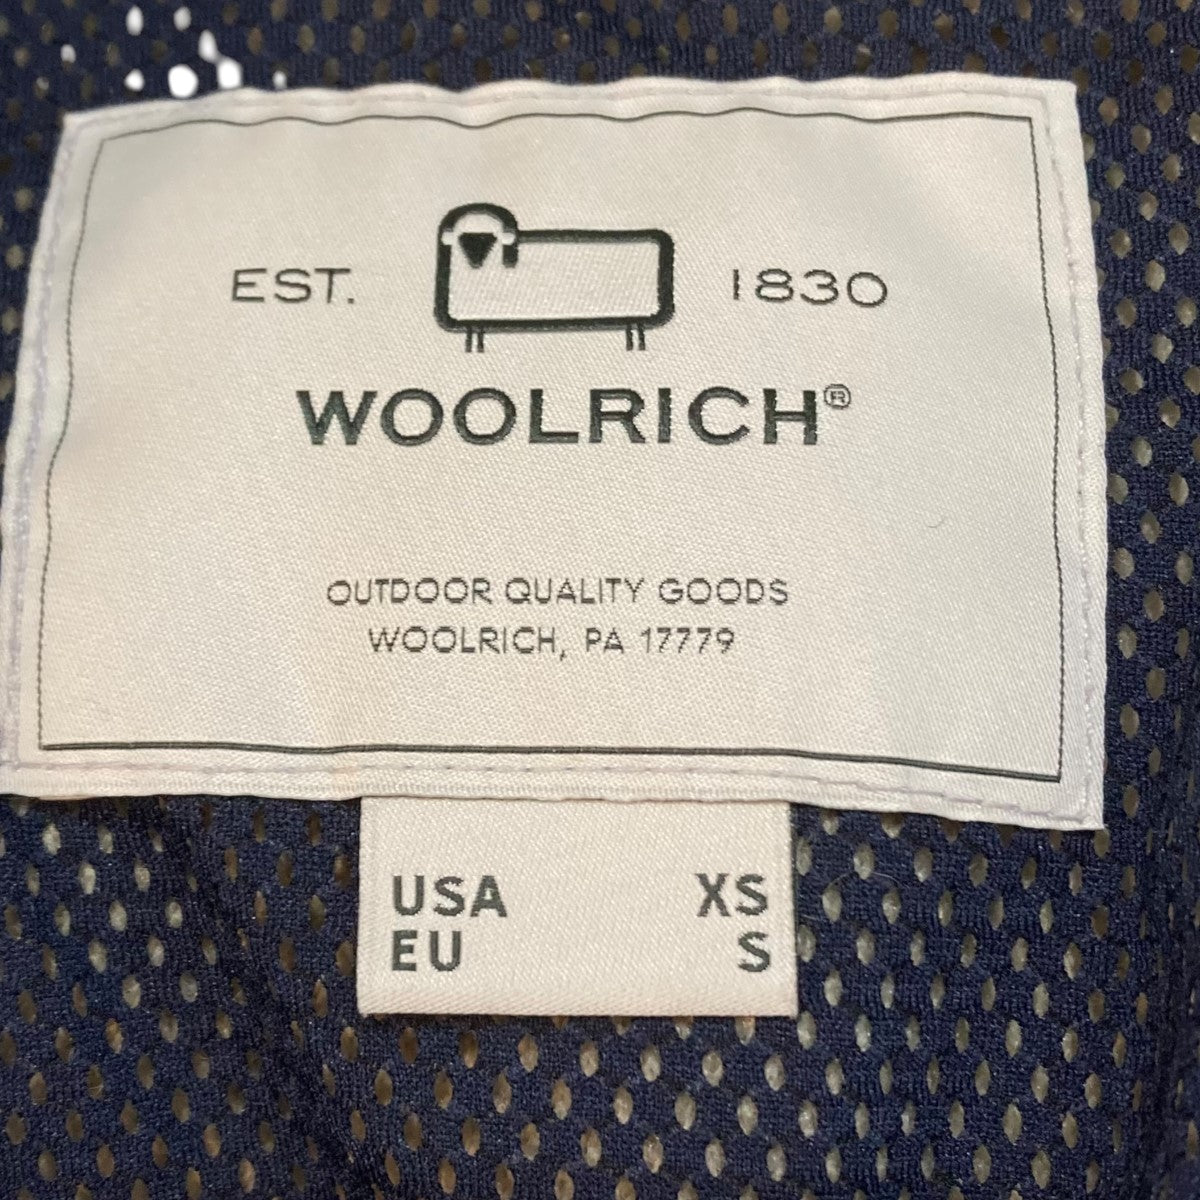 EST. 1830
WOOLRICH®
OUTDOOR QUALITY GOODS
WOOLRICH, PA 17779
USA XS
EU S